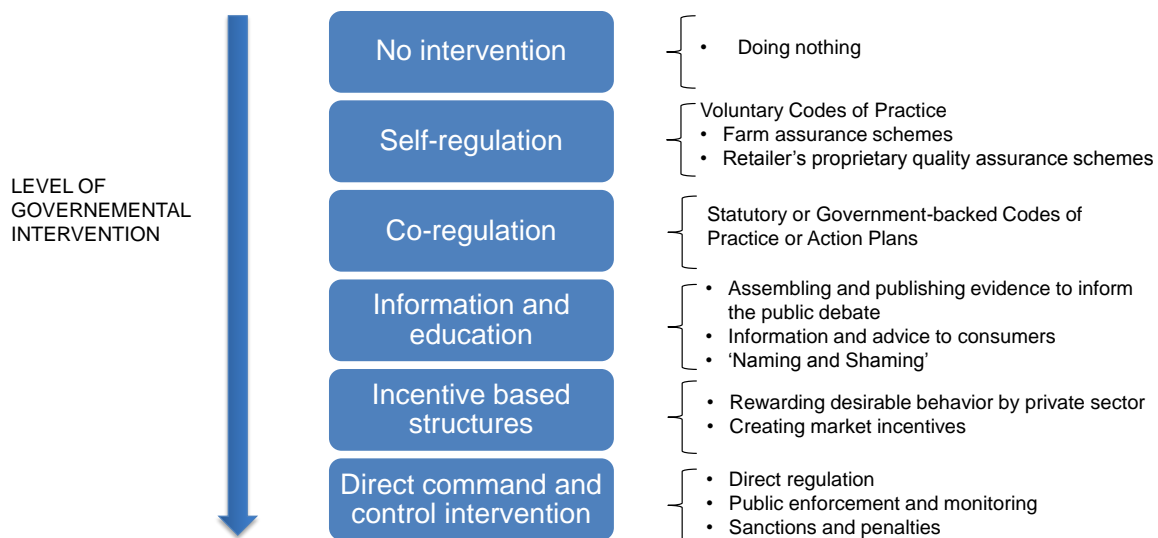 LEVEL OF
GOVERNEMENTAL
INTERVENTION
No intervention
• Doing nothing
Self-regulation
Voluntary Codes of Practice
• Farm assurance schemes
• Retailer’s proprietary quality assurance schemes
Co-regulation
Statutory or Government-backed Codes of
Practice or Action Plans
Information and
education
• Assembling and publishing evidence to inform
the public debate
• Information and advice to consumers
• ‘Naming and Shaming’
Incentive based
structures
• Rewarding desirable behavior by private sector
• Creating market incentives
Direct command and
control intervention
• Direct regulation
• Public enforcement and monitoring
• Sanctions and penalties